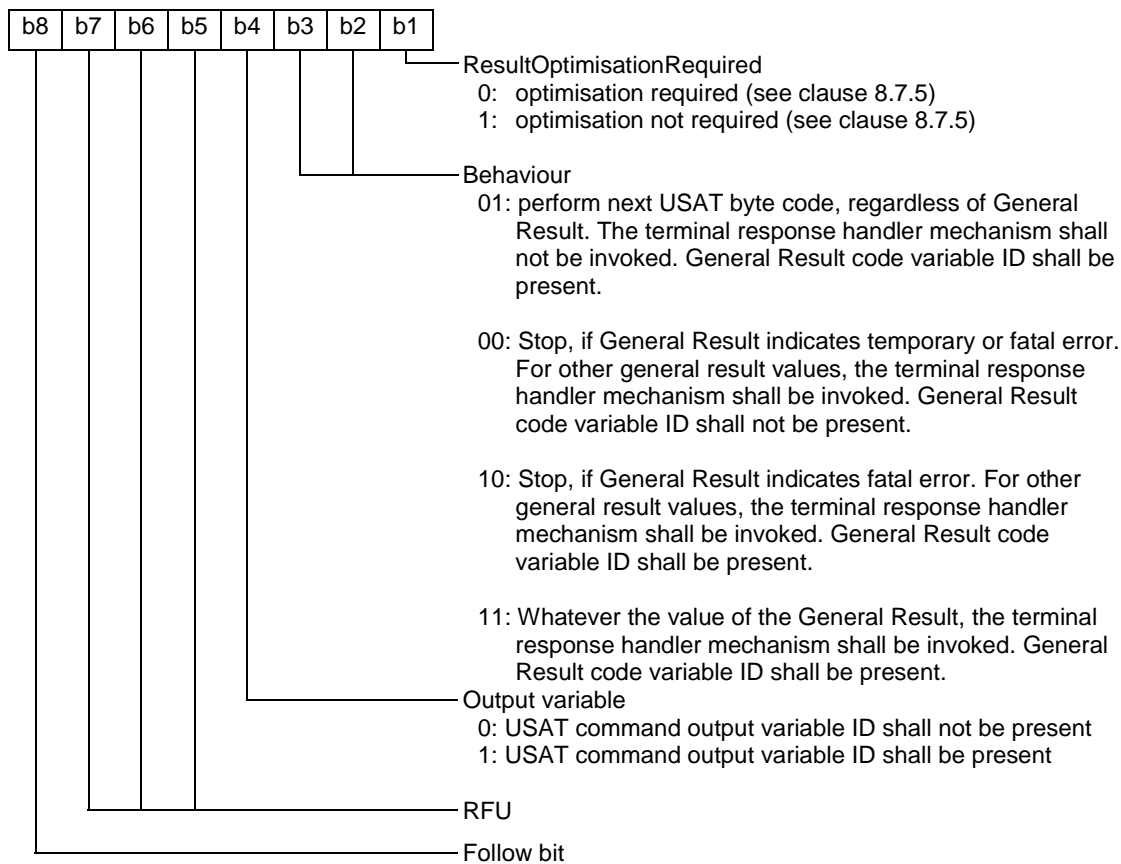 b8 b7 b6 b5 b4 b3 b2 b1
ResultOptimisationRequired
0: optimisation required (see clause 8.7.5)
1: optimisation not required (see clause 8.7.5)
Behaviour
01: perform next USAT byte code, regardless of General
Result. The terminal response handler mechanism shall
not be invoked. General Result code variable ID shall be
present.
00: Stop, if General Result indicates temporary or fatal error.
For other general result values, the terminal response
handler mechanism shall be invoked. General Result
code variable ID shall not be present.
10: Stop, if General Result indicates fatal error. For other
general result values, the terminal response handler
mechanism shall be invoked. General Result code
variable ID shall be present.
11: Whatever the value of the General Result, the terminal
response handler mechanism shall be invoked. General
Result code variable ID shall be present.
Output variable
0: USAT command output variable ID shall not be present
1: USAT command output variable ID shall be present
RFU
Follow bit